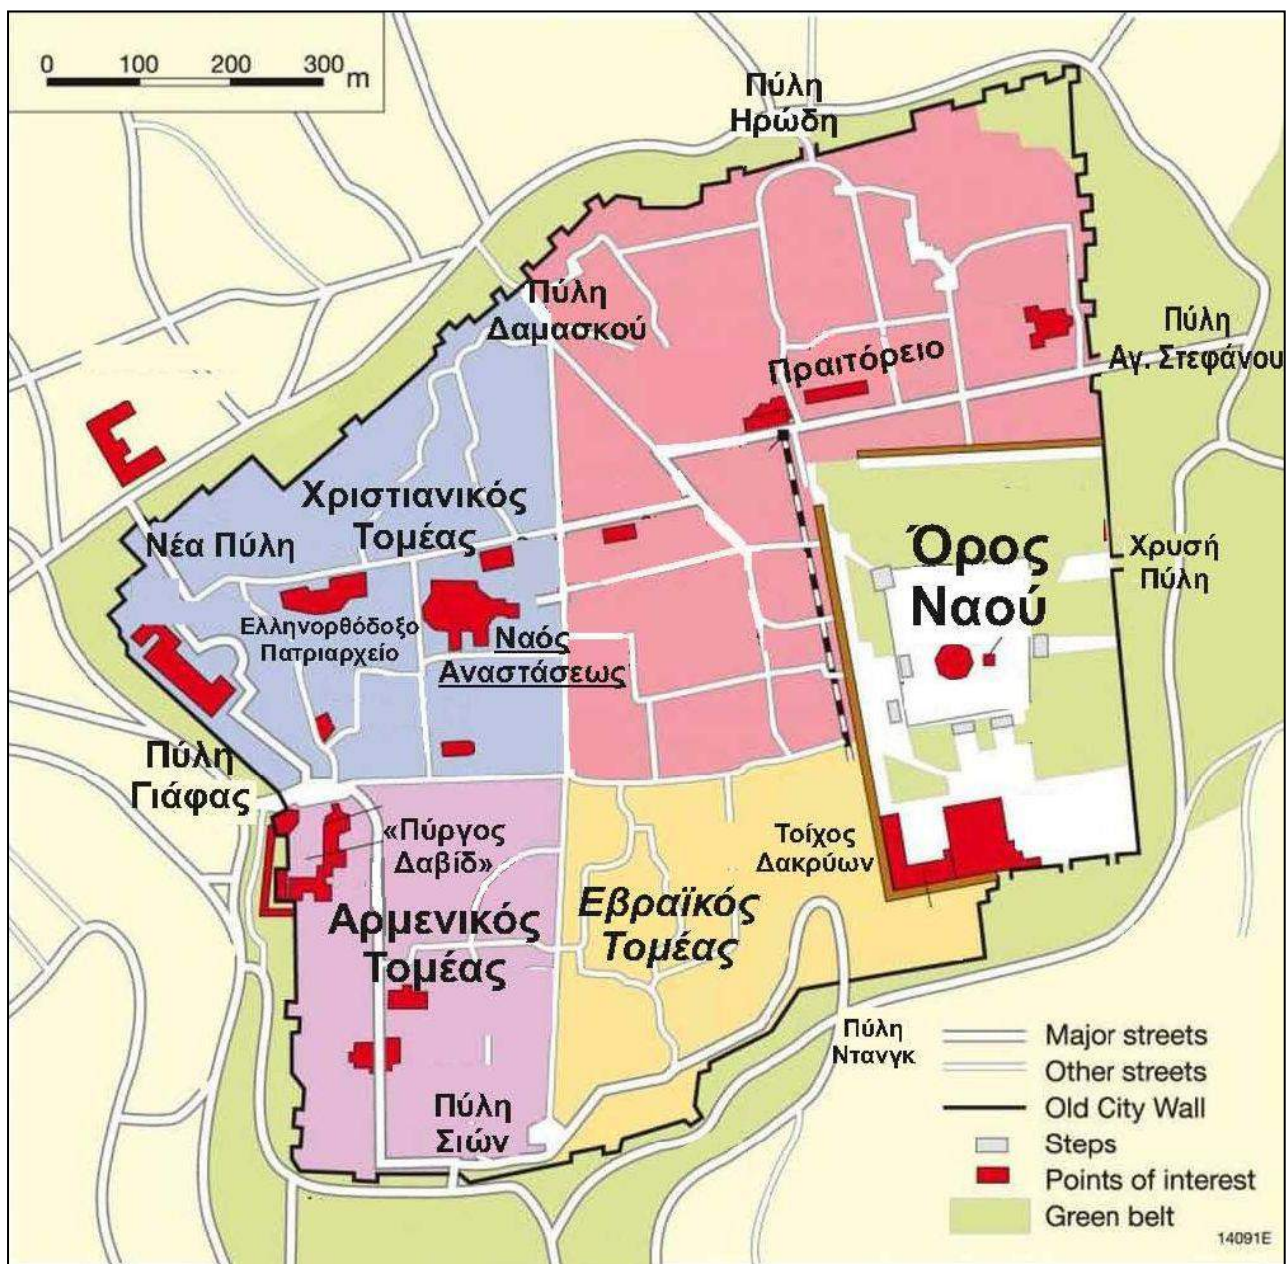 0 100 200 300 m
Πύλη
Ηρώδη
Πύλη
Δαμασκού
Πύλη
Αγ. Στεφάνου
Πραιτόρειο
Χριστιανικός
Τομέας
Νέα Πύλη
Όρος
Ναού
Χρυσή
Πύλη
Ελληνορθόδοξο
Πατριαρχείο
Ναός
Αναστάσεως
Πύλη
Γιάφας
«Πύργος
Δαβίδ»
Τοίχος
Δακρύων
Αρμενικός
Τομέας
Εβραϊκός
Τομέας
Πύλη
Ντανγκ
Πύλη
Σιών
Major streets
Other streets
Old City Wall
Steps
Points of interest
Green belt
14091E